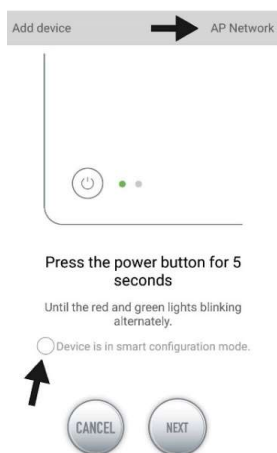 Add device AP Network
Press the power button for 5
seconds
Until the red and green lights blinking
alternately.
Device is in smart configuration mode.
CANCEL NEXT